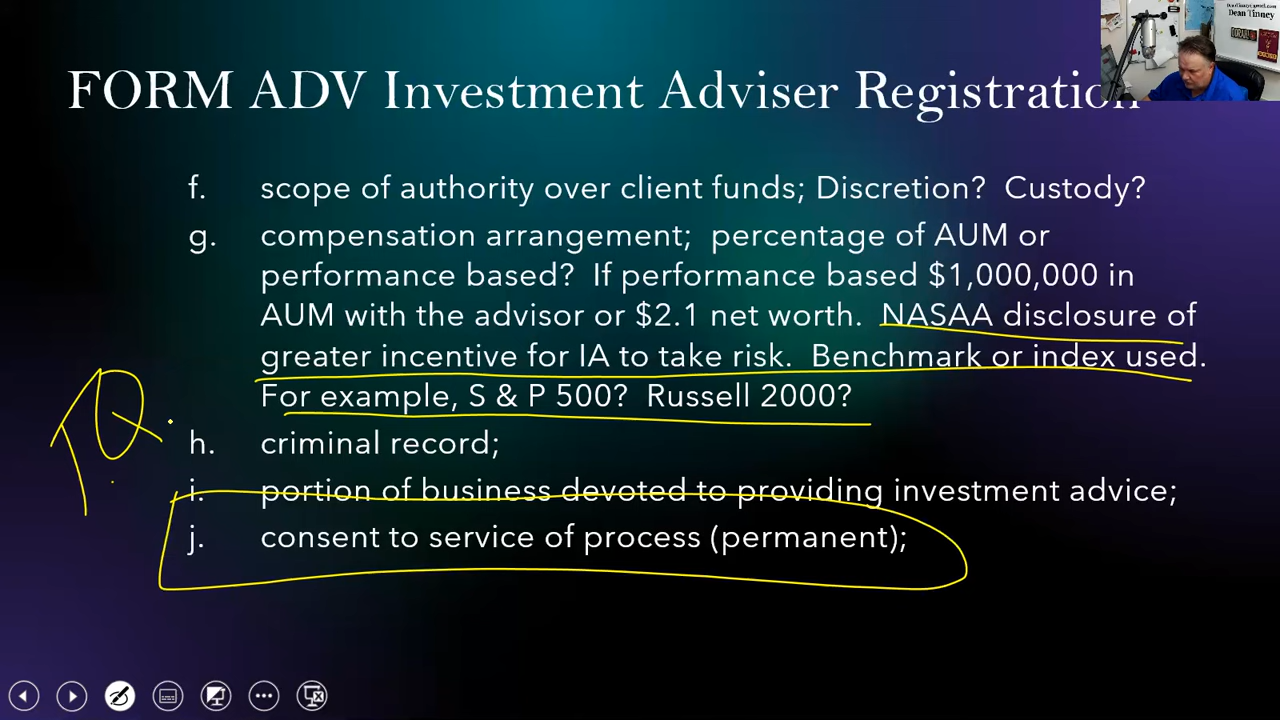 Dean Tinney
FORM ADV Investment Adviser Registration
f. scope of authority over client funds; Discretion? Custody?
g. compensation arrangement; percentage of AUM or
performance based? If performance based $1,000,000 in
AUM with the advisor or $2.1 net worth. NASAA disclosure of
greater incentive for IA to take risk. Benchmark or index used.
For example, S & P 500? Russell 2000?
TQ
h. criminal record;
i. portion of business devoted to providing investment advice;
j. consent to service of process (permanent);